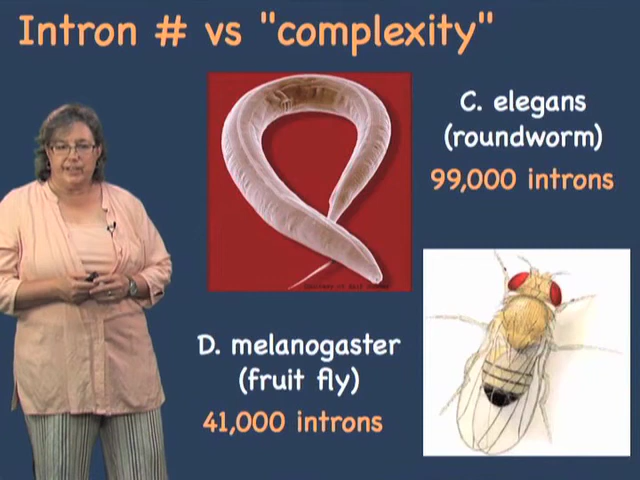 Intron # vs "complexity"
C. elegans
(roundworm)
99,000 introns
D. melanogaster
(fruit fly)
41,000 introns